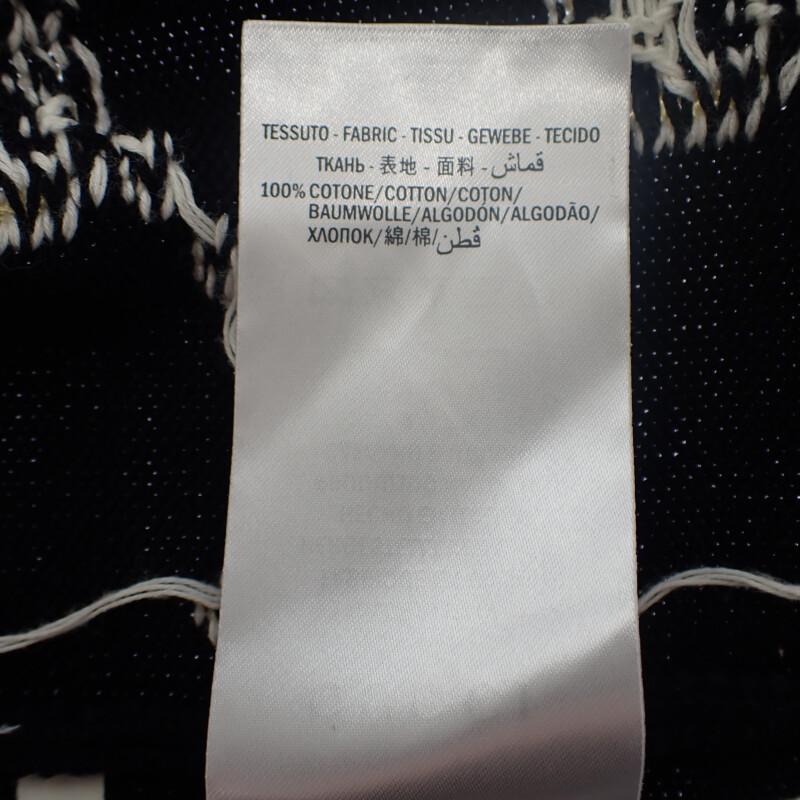 TESSUTO - FABRIC - TISSU - GEWEBE - TECIDO
ТКАНЬ - 表地 - 面料 - قماش
100% COTONE/COTTON/COTON/
BAUMWOLLE/ALGODÓN/ALGODÃO/
ХЛОПОК/綿/棉/قطن